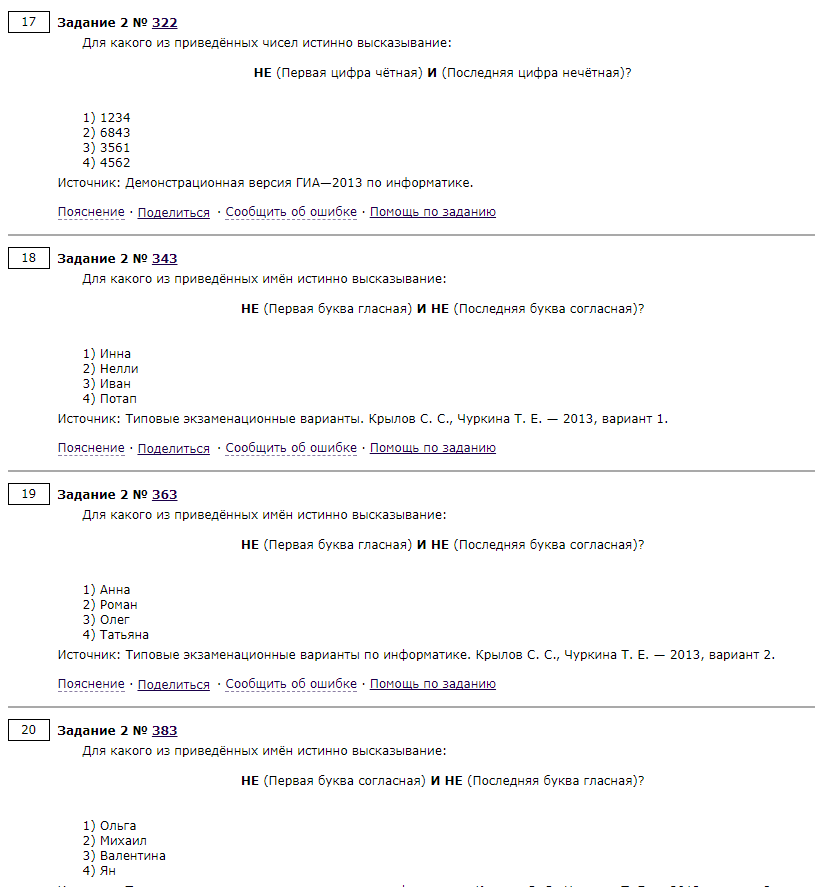 17 Задание 2 № 322
Для какого из приведённых чисел истинно высказывание:
НЕ (Первая цифра чётная) И (Последняя цифра нечётная)?
1) 1234
2) 6843
3) 3561
4) 4562
Источник: Демонстрационная версия ГИА—2013 по информатике.
Пояснение · Поделиться · Сообщить об ошибке · Помощь по заданию
18 Задание 2 № 343
Для какого из приведённых имён истинно высказывание:
НЕ (Первая буква гласная) И НЕ (Последняя буква согласная)?
1) Инна
2) Нелли
3) Иван
4) Потап
Источник: Типовые экзаменационные варианты. Крылов С. С., Чуркина Т. Е. — 2013, вариант 1.
Пояснение · Поделиться · Сообщить об ошибке · Помощь по заданию
19 Задание 2 № 363
Для какого из приведённых имён истинно высказывание:
НЕ (Первая буква гласная) И НЕ (Последняя буква согласная)?
1) Анна
2) Роман
3) Олег
4) Татьяна
Источник: Типовые экзаменационные варианты по информатике. Крылов С. С., Чуркина Т. Е. — 2013, вариант 2.
Пояснение · Поделиться · Сообщить об ошибке · Помощь по заданию
20 Задание 2 № 383
Для какого из приведённых имён истинно высказывание:
НЕ (Первая буква согласная) И НЕ (Последняя буква гласная)?
1) Ольга
2) Михаил
3) Валентина
4) Ян